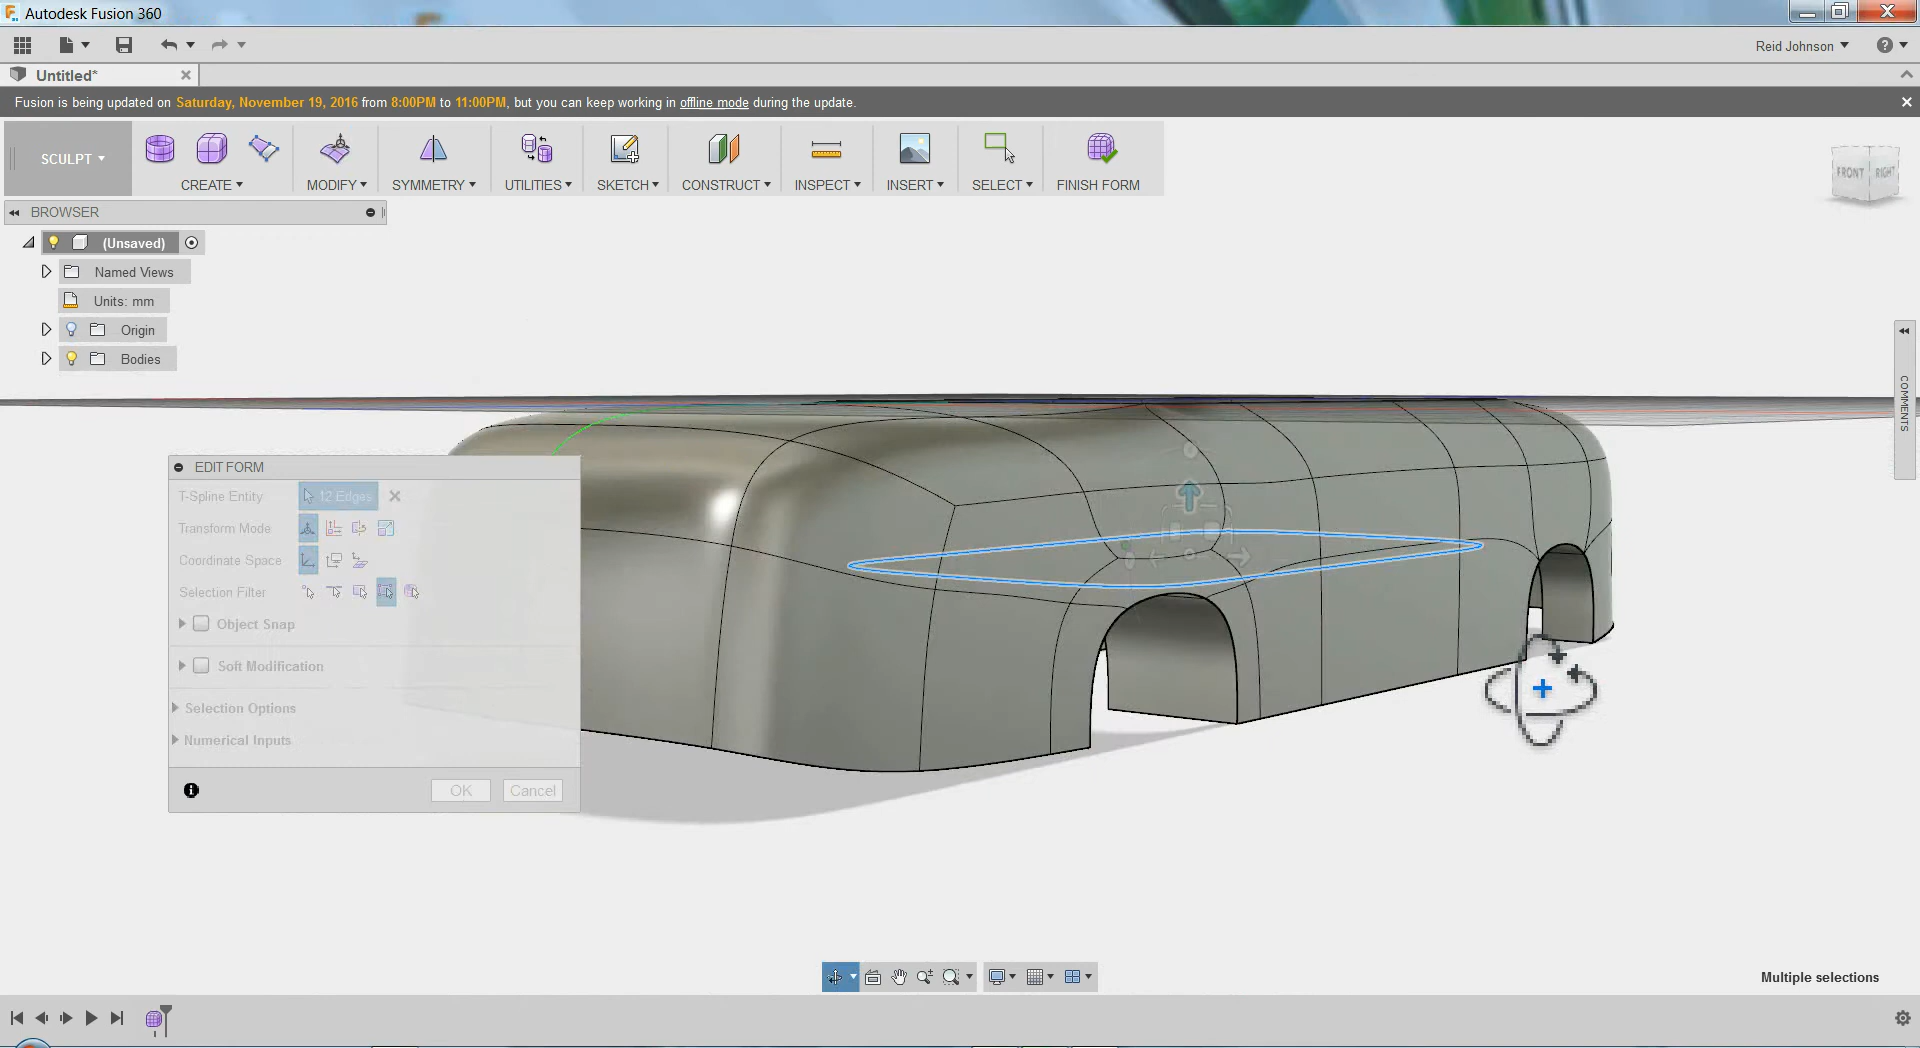 Autodesk Fusion 360
Reid Johnson
Untitled*
Fusion is being updated on Saturday, November 19, 2016 from 8:00PM to 11:00PM, but you can keep working in offline mode during the update.
SCULPT
CREATE
MODIFY
SYMMETRY
UTILITIES
SKETCH
CONSTRUCT
INSPECT
INSERT
SELECT
FINISH FORM
FRONT
RIGHT
BROWSER
(Unsaved)
Named Views
Units: mm
Origin
Bodies
COMMENTS
EDIT FORM
T-Spline Entity
12 Edges
Transform Mode
Coordinate Space
Selection Filter
Object Snap
Soft Modification
Selection Options
Numerical Inputs
OK
Cancel
Multiple selections